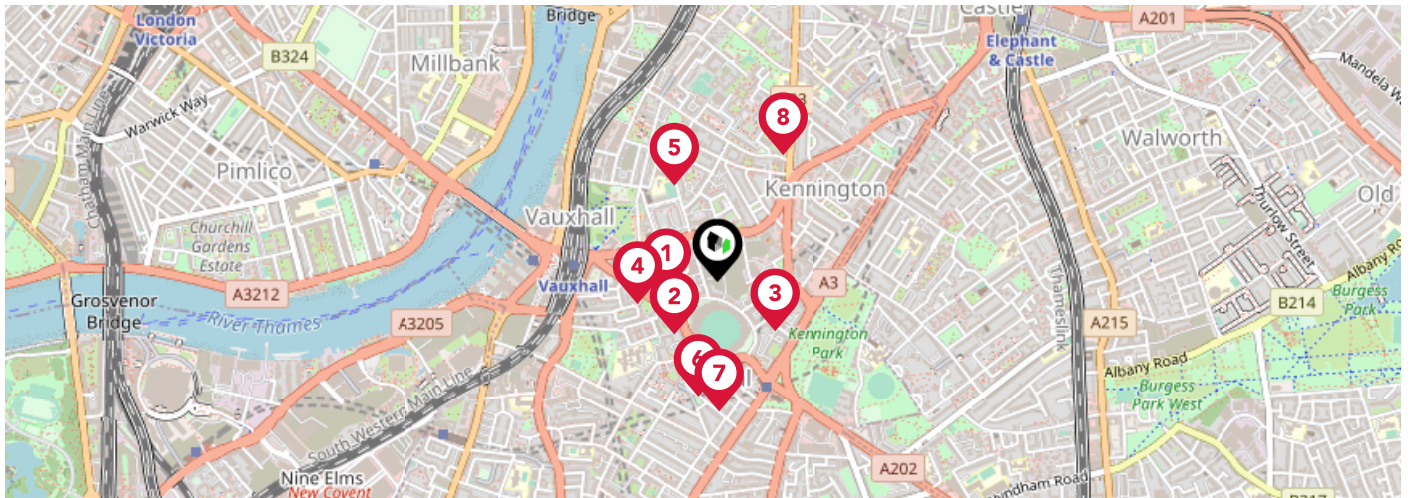 London
Victoria
B324
Millbank
Bridge
A201
Elephant
& Castle
Mandela
Warwick Way
Chatham Main Line
Pimlico
Churchill
Gardens
Estate
Vauxhall
Kennington
Walworth
Thurlow Street
Old
8
5
1
4
2
3
6
7
A3212
Vauxhall
A3
Grosvenor
Bridge
River Thames
A3205
Kennington
Park
Thameslink
A215
B214
Albany
Burgess
Park
Albany Road
Burgess
Park West
South Western Main Line
Nine Elms
New Covent
A202
Road